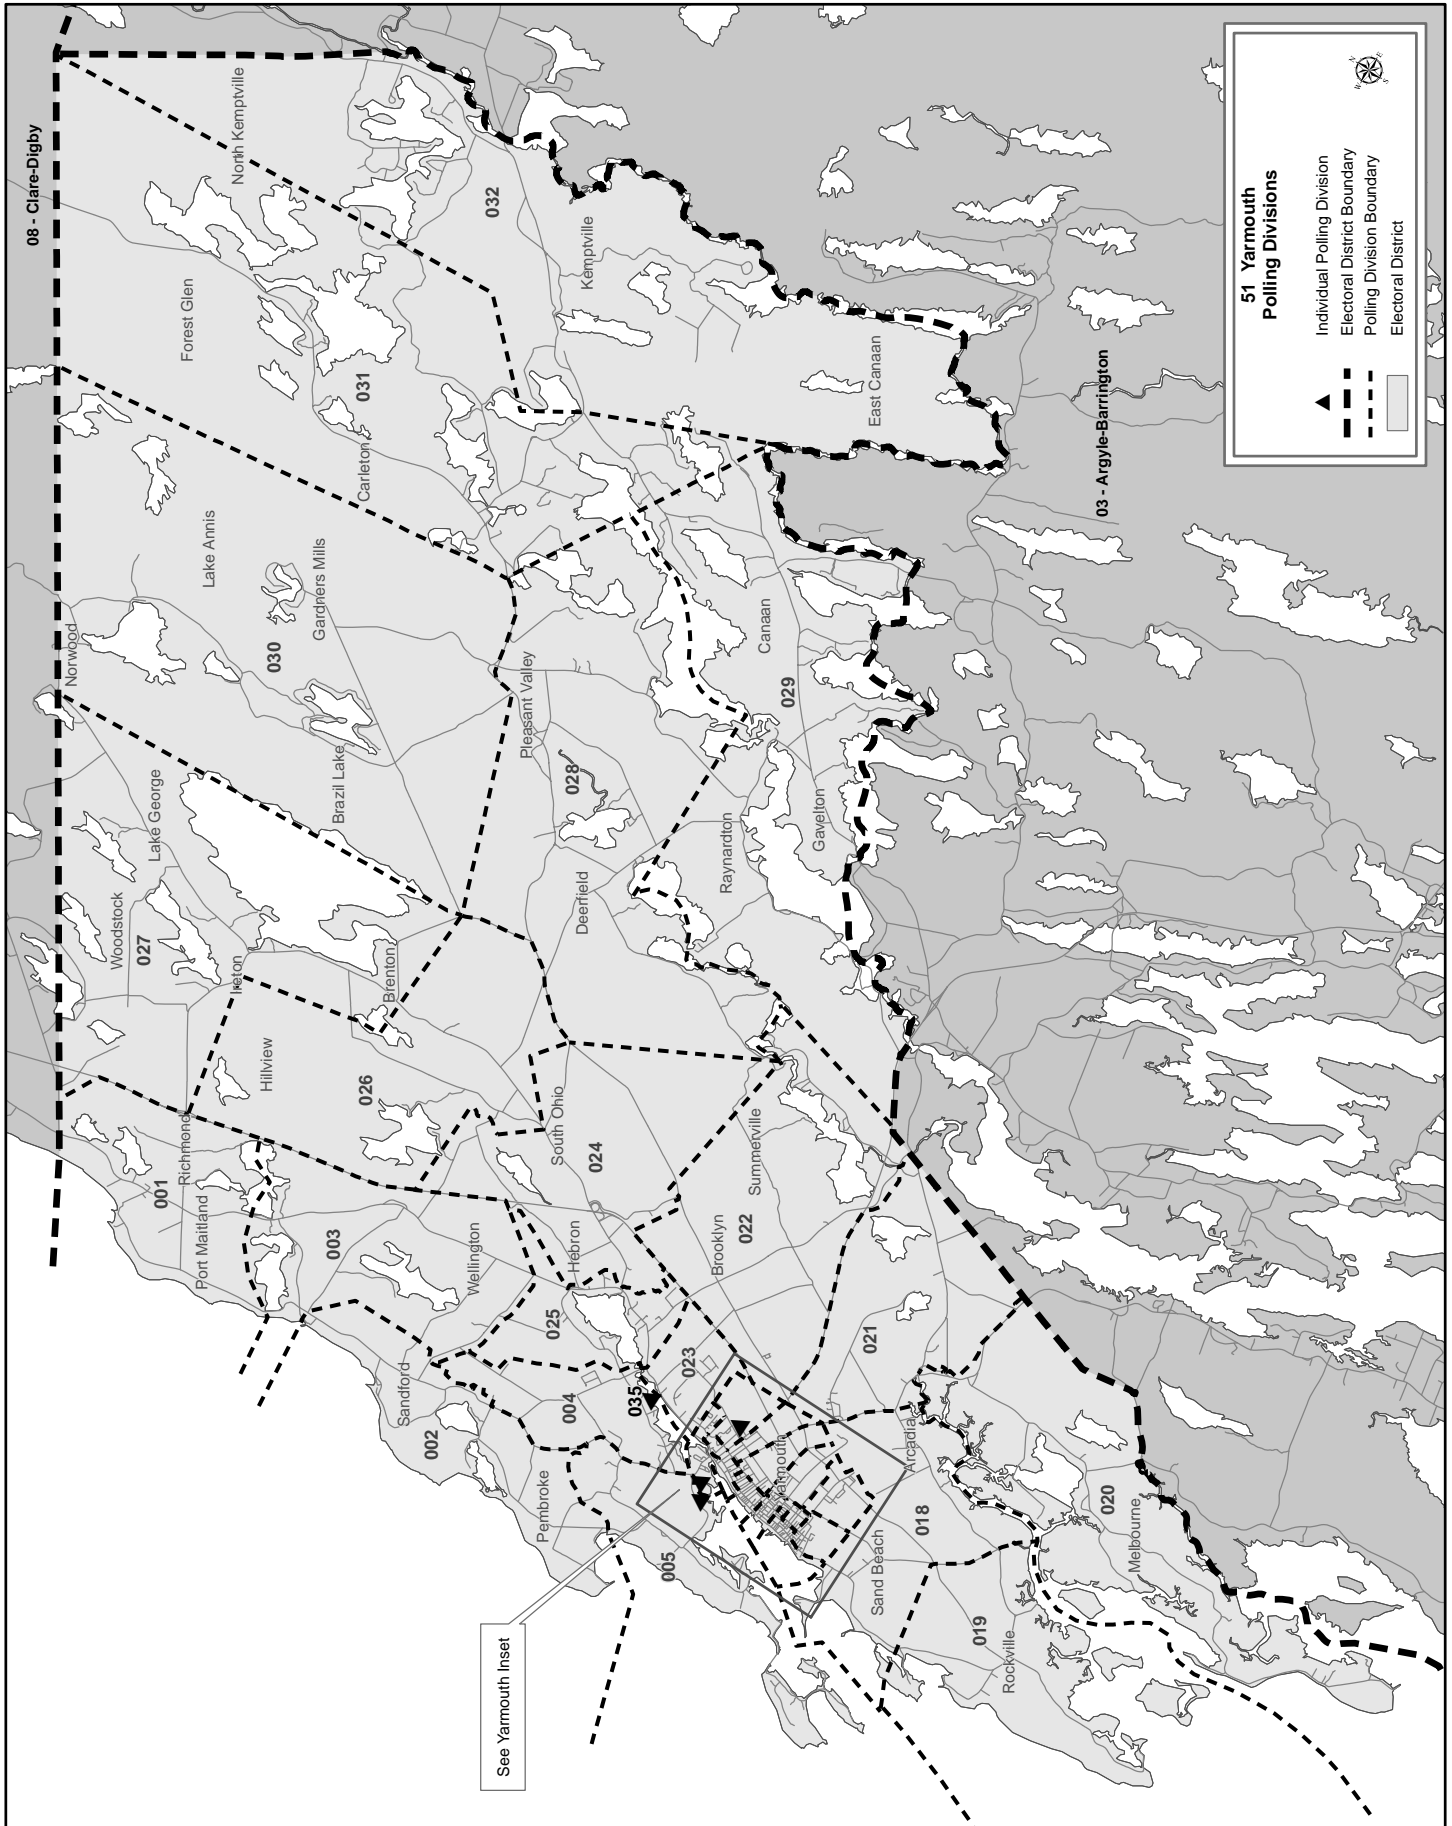 08 - Clare-Digby
North Kemptville
032
Kemptville
Forest Glen
031
Carleton
East Canaan
03 - Argyle-Barrington
Lake Annis
Gardners Mills
Norwood
030
Pleasant Valley
Canaan
029
Brazil Lake
Lake George
028
Woodstock
027
Deerfield
Raynardton
Gavelton
Ireton
Brenton
Hillview
026
South Ohio
024
Summerville
Richmond
001
Port Maitland
003
Wellington
Hebron
Brooklyn
022
025
023
021
Sandford
002
004
035
Pembroke
005
Yarmouth
Arcadia
018
Sand Beach
020
Melbourne
019
Rockville
See Yarmouth Inset
51 Yarmouth
Polling Divisions
Individual Polling Division
Electoral District Boundary
Polling Division Boundary
Electoral District
N
E
S
W